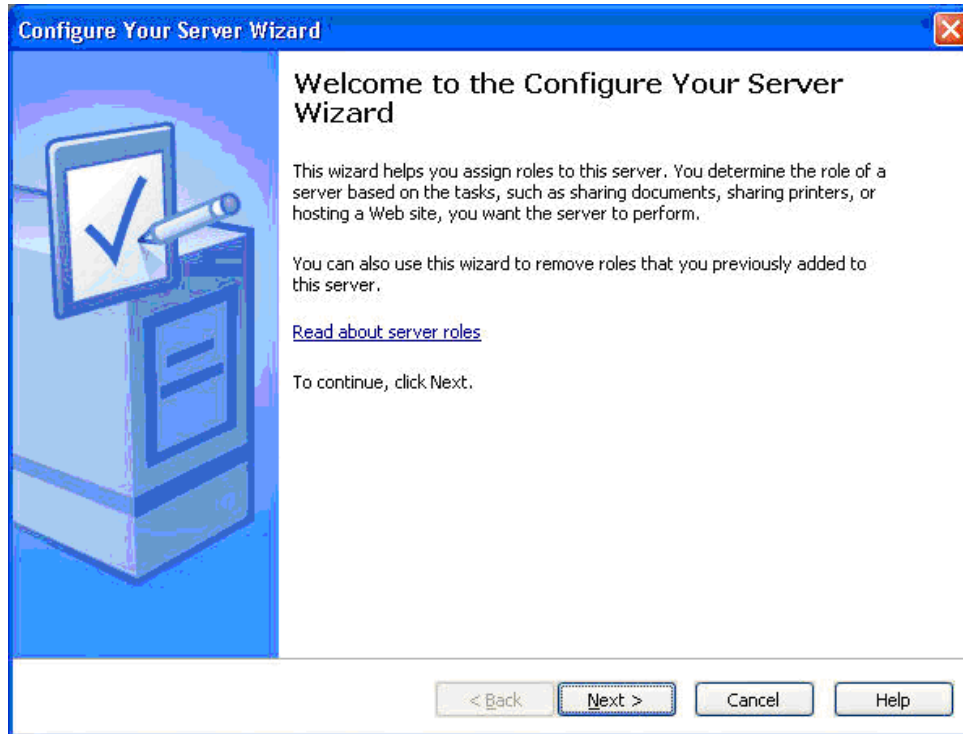 Configure Your Server Wizard
Welcome to the Configure Your Server
Wizard
This wizard helps you assign roles to this server. You determine the role of a
server based on the tasks, such as sharing documents, sharing printers, or
hosting a Web site, you want the server to perform.
You can also use this wizard to remove roles that you previously added to
this server.
Read about server roles
To continue, click Next.
< Back
Next >
Cancel
Help